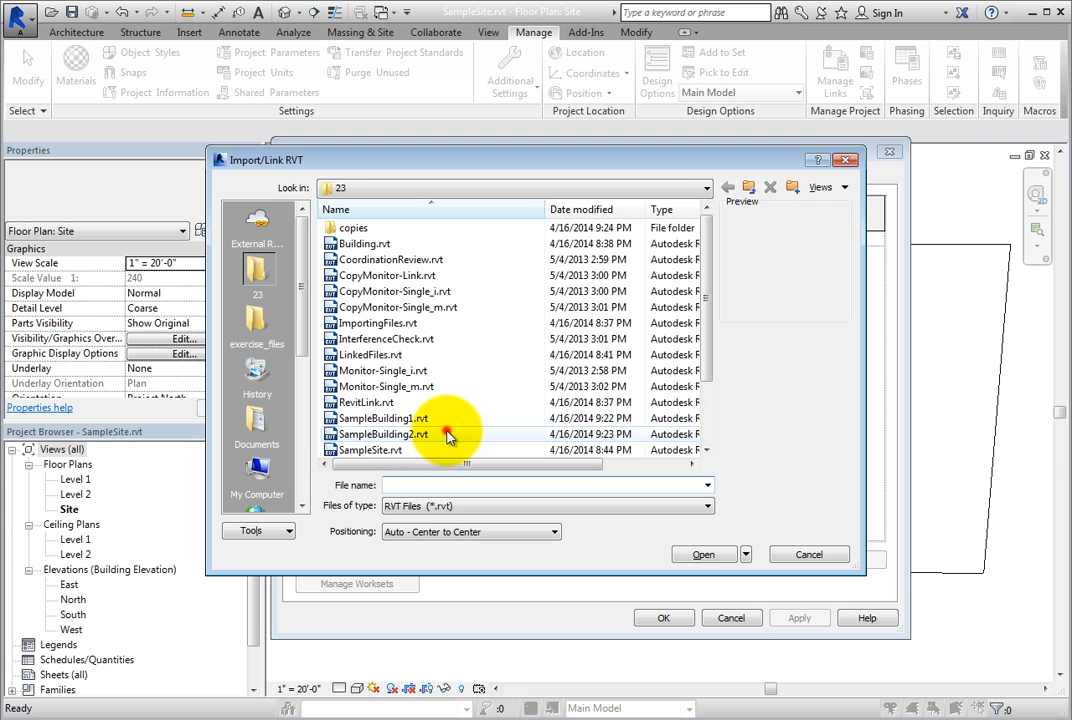 SampleSite.rvt - Floor Plan: Site
Type a keyword or phrase
Sign In
Architecture Structure Insert Annotate Analyze Massing & Site Collaborate View Manage Add-Ins Modify
Modify
Materials
Object Styles
Snaps
Project Information
Project Parameters
Project Units
Shared Parameters
Transfer Project Standards
Purge Unused
Additional Settings
Location
Coordinates
Position
Design Options
Add to Set
Pick to Edit
Main Model
Manage Links
Phases
Select
Settings
Project Location
Design Options
Manage Project
Phasing
Selection
Inquiry
Macros
Properties
Floor Plan: Site
Graphics
View Scale 1" = 20'-0"
Scale Value 1: 240
Display Model Normal
Detail Level Coarse
Parts Visibility Show Original
Visibility/Graphics Over... Edit...
Graphic Display Options Edit...
Underlay None
Underlay Orientation Plan
Properties help
Project Browser - SampleSite.rvt
Views (all)
Floor Plans
Level 1
Level 2
Site
Ceiling Plans
Level 1
Level 2
Elevations (Building Elevation)
East
North
South
West
Legends
Schedules/Quantities
Sheets (all)
Families
Import/Link RVT
Look in: 23
Views
Preview
External R...
23
exercise_files
History
Documents
My Computer
Name Date modified Type
copies 4/16/2014 9:24 PM File folder
Building.rvt 4/16/2014 8:38 PM Autodesk R
CoordinationReview.rvt 5/4/2013 2:59 PM Autodesk R
CopyMonitor-Link.rvt 5/4/2013 3:00 PM Autodesk R
CopyMonitor-Single_i.rvt 5/4/2013 3:00 PM Autodesk R
CopyMonitor-Single_m.rvt 5/4/2013 3:01 PM Autodesk R
ImportingFiles.rvt 4/16/2014 8:37 PM Autodesk R
InterferenceCheck.rvt 5/4/2013 3:01 PM Autodesk R
LinkedFiles.rvt 4/16/2014 8:41 PM Autodesk R
Monitor-Single_i.rvt 5/4/2013 2:58 PM Autodesk R
Monitor-Single_m.rvt 5/4/2013 3:02 PM Autodesk R
RevitLink.rvt 4/16/2014 8:37 PM Autodesk R
SampleBuilding1.rvt 4/16/2014 9:22 PM Autodesk R
SampleBuilding2.rvt 4/16/2014 9:23 PM Autodesk R
SampleSite.rvt 4/16/2014 8:44 PM Autodesk R
File name:
Files of type: RVT Files (*.rvt)
Tools
Positioning: Auto - Center to Center
Open Cancel
Manage Worksets
OK Cancel Apply Help
1" = 20'-0"
Ready
:0
Main Model
:0